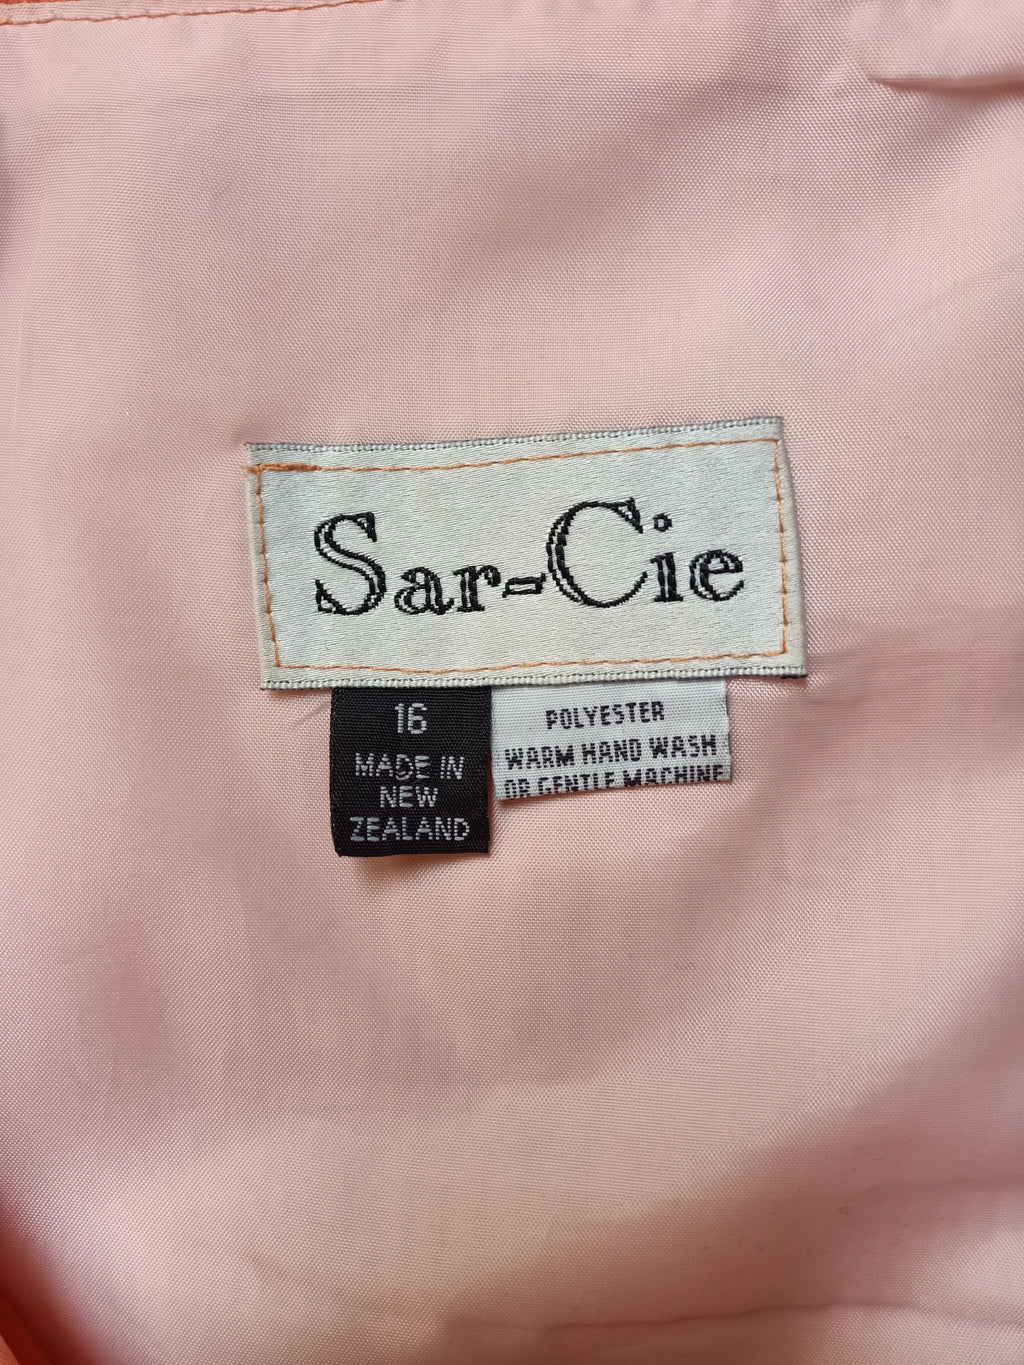 Sar-Cie
16
MADE IN
NEW
ZEALAND
POLYESTER
WARM HAND WASH
OR GENTLE MACHINE